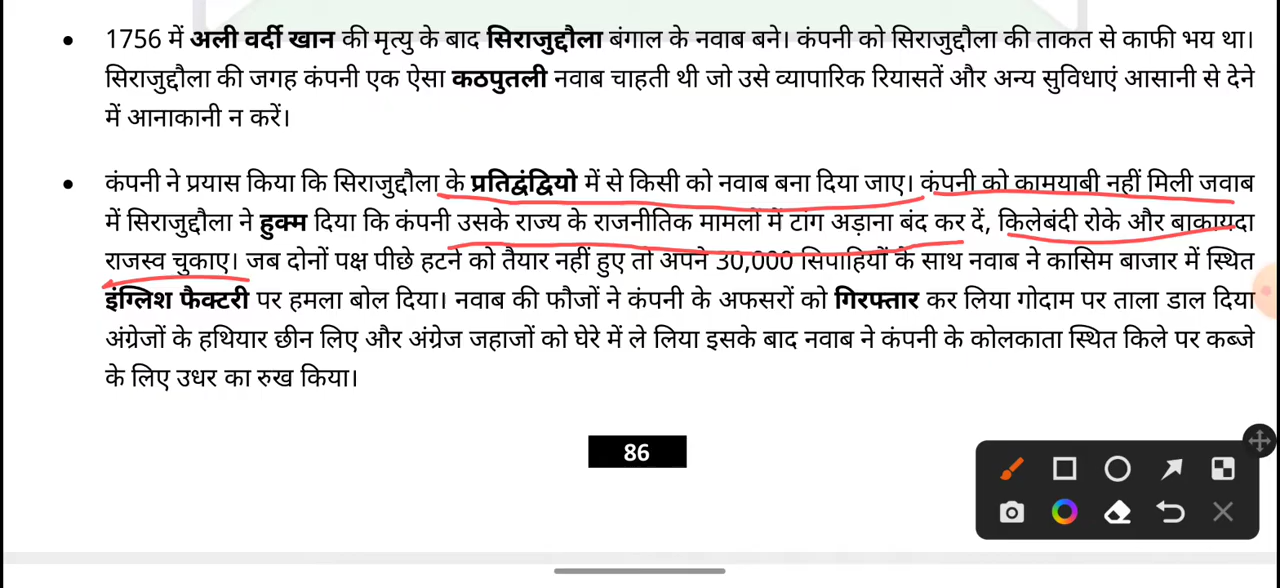 • 1756 में अली वर्दी खान की मृत्यु के बाद सिराजुद्दौला बंगाल के नवाब बने। कंपनी को सिराजुद्दौला की ताकत से काफी भय था।
सिराजुद्दौला की जगह कंपनी एक ऐसा कठपुतली नवाब चाहती थी जो उसे व्यापारिक रियासतें और अन्य सुविधाएं आसानी से देने
में आनाकानी न करें।
• कंपनी ने प्रयास किया कि सिराजुद्दौला के प्रतिद्वंद्वियो में से किसी को नवाब बना दिया जाए। कंपनी को कामयाबी नहीं मिली जवाब
में सिराजुद्दौला ने हुक्म दिया कि कंपनी उसके राज्य के राजनीतिक मामलों में टांग अड़ाना बंद कर दें, किलेबंदी रोके और बाकायदा
राजस्व चुकाए। जब दोनों पक्ष पीछे हटने को तैयार नहीं हुए तो अपने 30,000 सिपाहियों के साथ नवाब ने कासिम बाजार में स्थित
इंग्लिश फैक्टरी पर हमला बोल दिया। नवाब की फौजों ने कंपनी के अफसरों को गिरफ्तार कर लिया गोदाम पर ताला डाल दिया
अंग्रेजों के हथियार छीन लिए और अंग्रेज जहाजों को घेरे में ले लिया इसके बाद नवाब ने कंपनी के कोलकाता स्थित किले पर कब्जे
के लिए उधर का रुख किया।
86